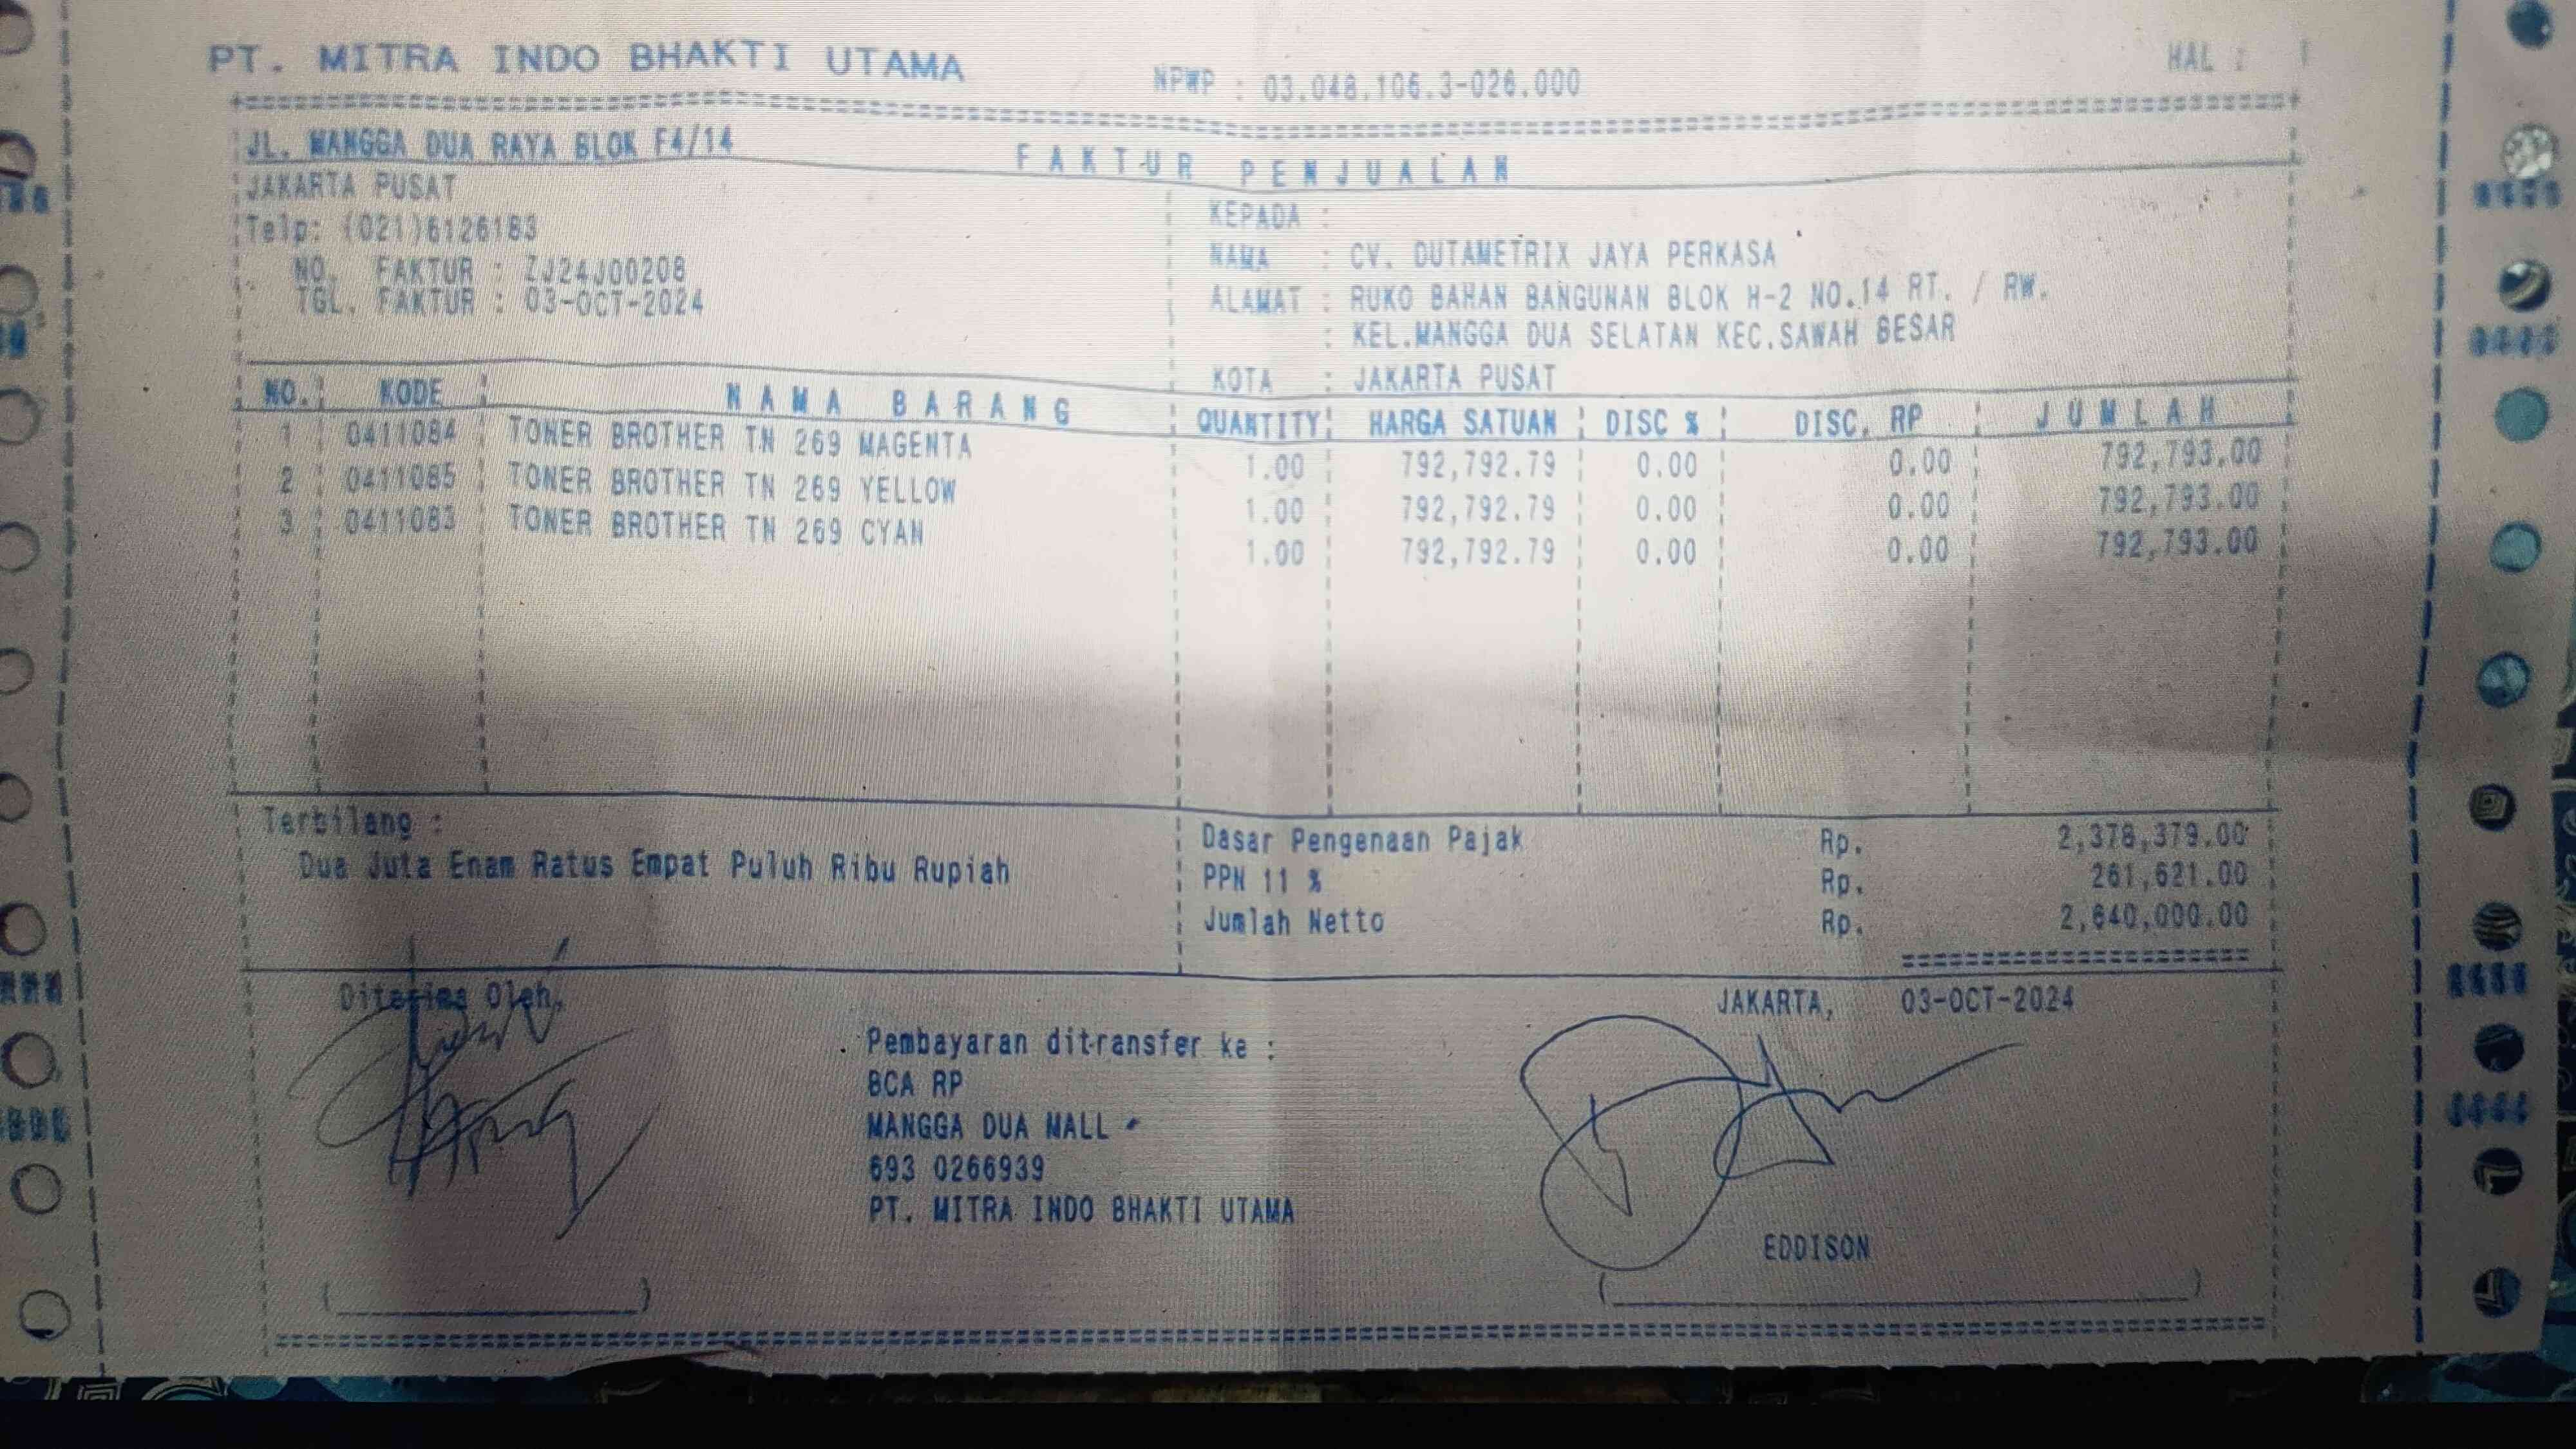 PT. MITRA INDO BHAKTI UTAMA
NPWP : 03.048.106.3-026.000
HAL :
JL. MANGGA DUA RAYA BLOK F4/14
JAKARTA PUSAT
Telp: (021)6126183
NO. FAKTUR : ZJ24J00208
TGL. FAKTUR : 03-OCT-2024
FAKTUR PENJUALAN
KEPADA :
NAMA : CV. DUTAMETRIX JAYA PERKASA
ALAMAT : RUKO BAHAN BANGUNAN BLOK H-2 NO.14 RT. / RW.
: KEL.MANGGA DUA SELATAN KEC.SAWAH BESAR
KOTA : JAKARTA PUSAT
NO. KODE NAMA BARANG QUANTITY HARGA SATUAN DISC % DISC. RP JUMLAH
1 0411084 TONER BROTHER TN 269 MAGENTA 1.00 792,792.79 0.00 0.00 792,793.00
2 0411085 TONER BROTHER TN 269 YELLOW 1.00 792,792.79 0.00 0.00 792,793.00
3 0411083 TONER BROTHER TN 269 CYAN 1.00 792,792.79 0.00 0.00 792,793.00
Terbilang :
Dua Juta Enam Ratus Empat Puluh Ribu Rupiah
Dasar Pengenaan Pajak Rp. 2,378,379.00
PPN 11 % Rp. 261,621.00
Jumlah Netto Rp. 2,640,000.00
Diterima Oleh,
Pembayaran ditransfer ke :
BCA RP
MANGGA DUA MALL
693 0266939
PT. MITRA INDO BHAKTI UTAMA
JAKARTA, 03-OCT-2024
EDDISON